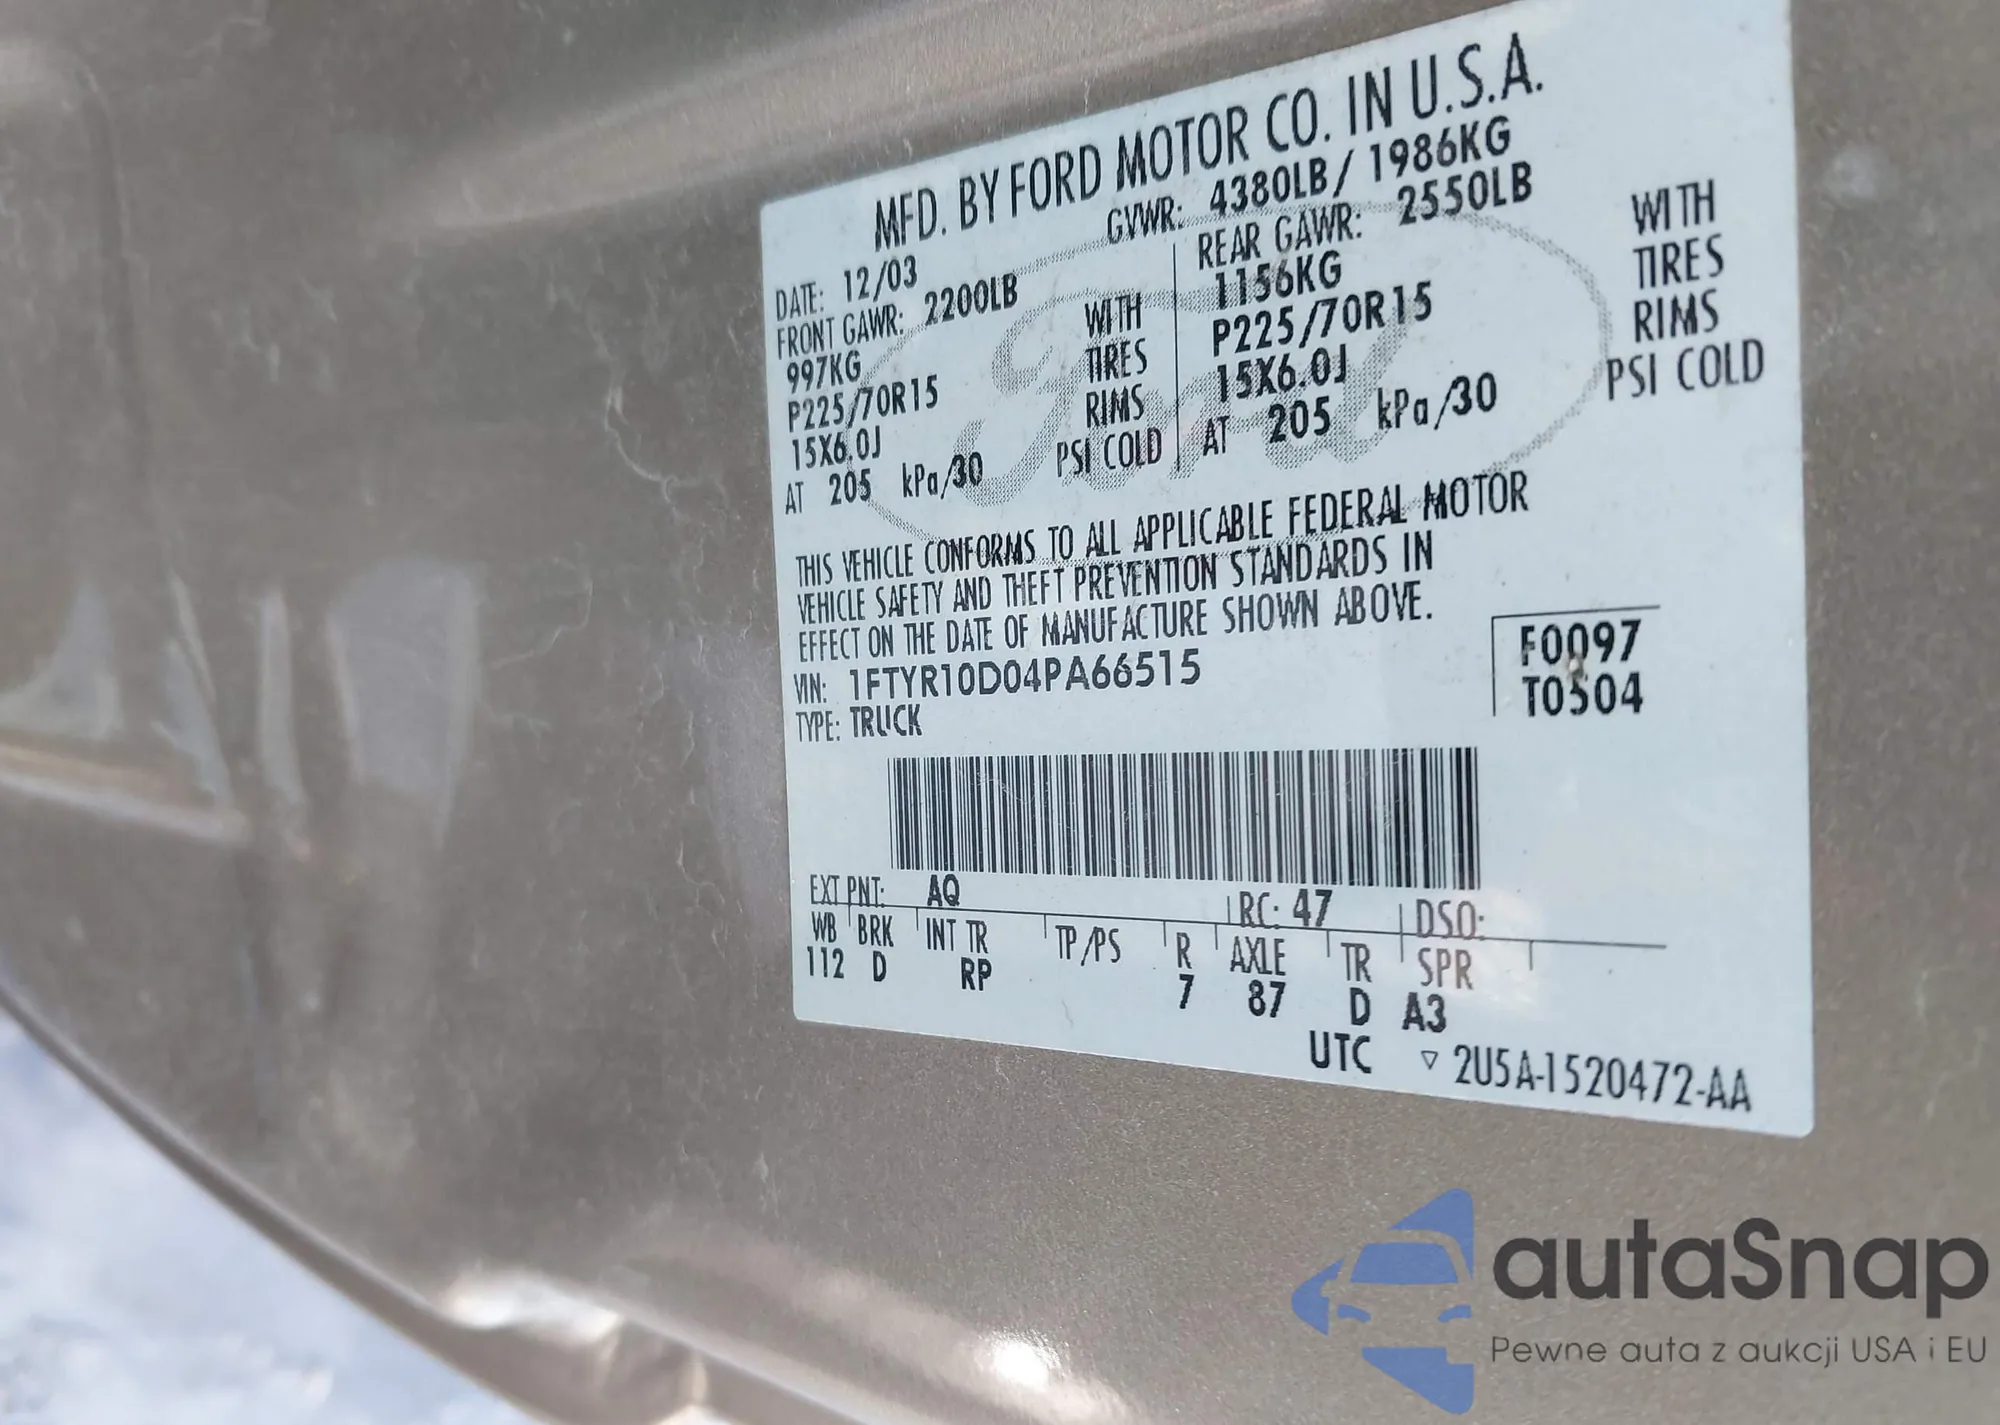 MFD. BY FORD MOTOR CO. IN U.S.A.
DATE: 12/03 GVWR: 4380LB/ 1986KG
FRONT GAWR: 2200LB REAR GAWR: 2550LB
997KG WITH 1156KG WITH
P225/70R15 TIRES P225/70R15 TIRES
15X6.0J RIMS 15X6.0J RIMS
AT 205 kPa/30 PSI COLD AT 205 kPa/30 PSI COLD
THIS VEHICLE CONFORMS TO ALL APPLICABLE FEDERAL MOTOR
VEHICLE SAFETY AND THEFT PREVENTION STANDARDS IN
EFFECT ON THE DATE OF MANUFACTURE SHOWN ABOVE.
VIN: 1FTYR10D04PA66515 F0097
TYPE: TRUCK T0504
EXT PNT: AQ RC: 47 DSO:
WB BRK INT TR TP/PS R AXLE TR SPR
112 D RP 7 87 D A3
UTC ▽ 2U5A-1520472-AA
Ford
autaSnap
Pewne auta z aukcji USA i EU